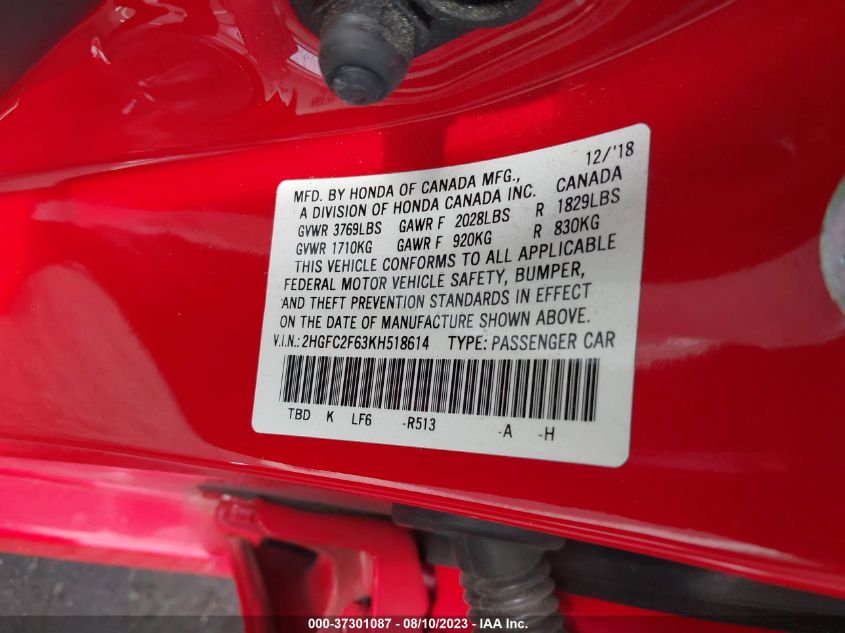 12/'18
MFD. BY HONDA OF CANADA MFG.,
A DIVISION OF HONDA CANADA INC. CANADA
GVWR 3769LBS GAWR F 2028LBS R 1829LBS
GVWR 1710KG GAWR F 920KG R 830KG
THIS VEHICLE CONFORMS TO ALL APPLICABLE
FEDERAL MOTOR VEHICLE SAFETY, BUMPER,
AND THEFT PREVENTION STANDARDS IN EFFECT
ON THE DATE OF MANUFACTURE SHOWN ABOVE.
V.I.N.:2HGFC2F63KH518614 TYPE: PASSENGER CAR
TBD K LF6 -R513 -A -H
000-37301087 - 08/10/2023 - IAA Inc.